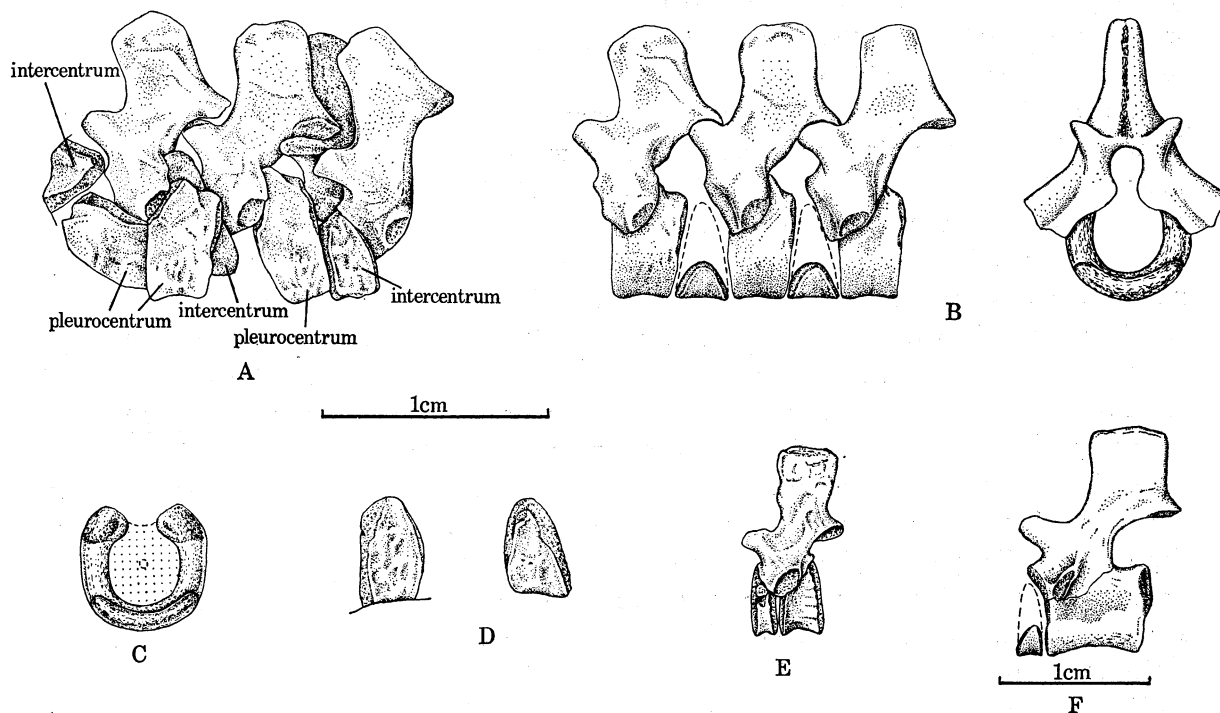 intercentrum
intercentrum
intercentrum
pleurocentrum
pleurocentrum
A
B
1cm
C
D
E
1cm
F